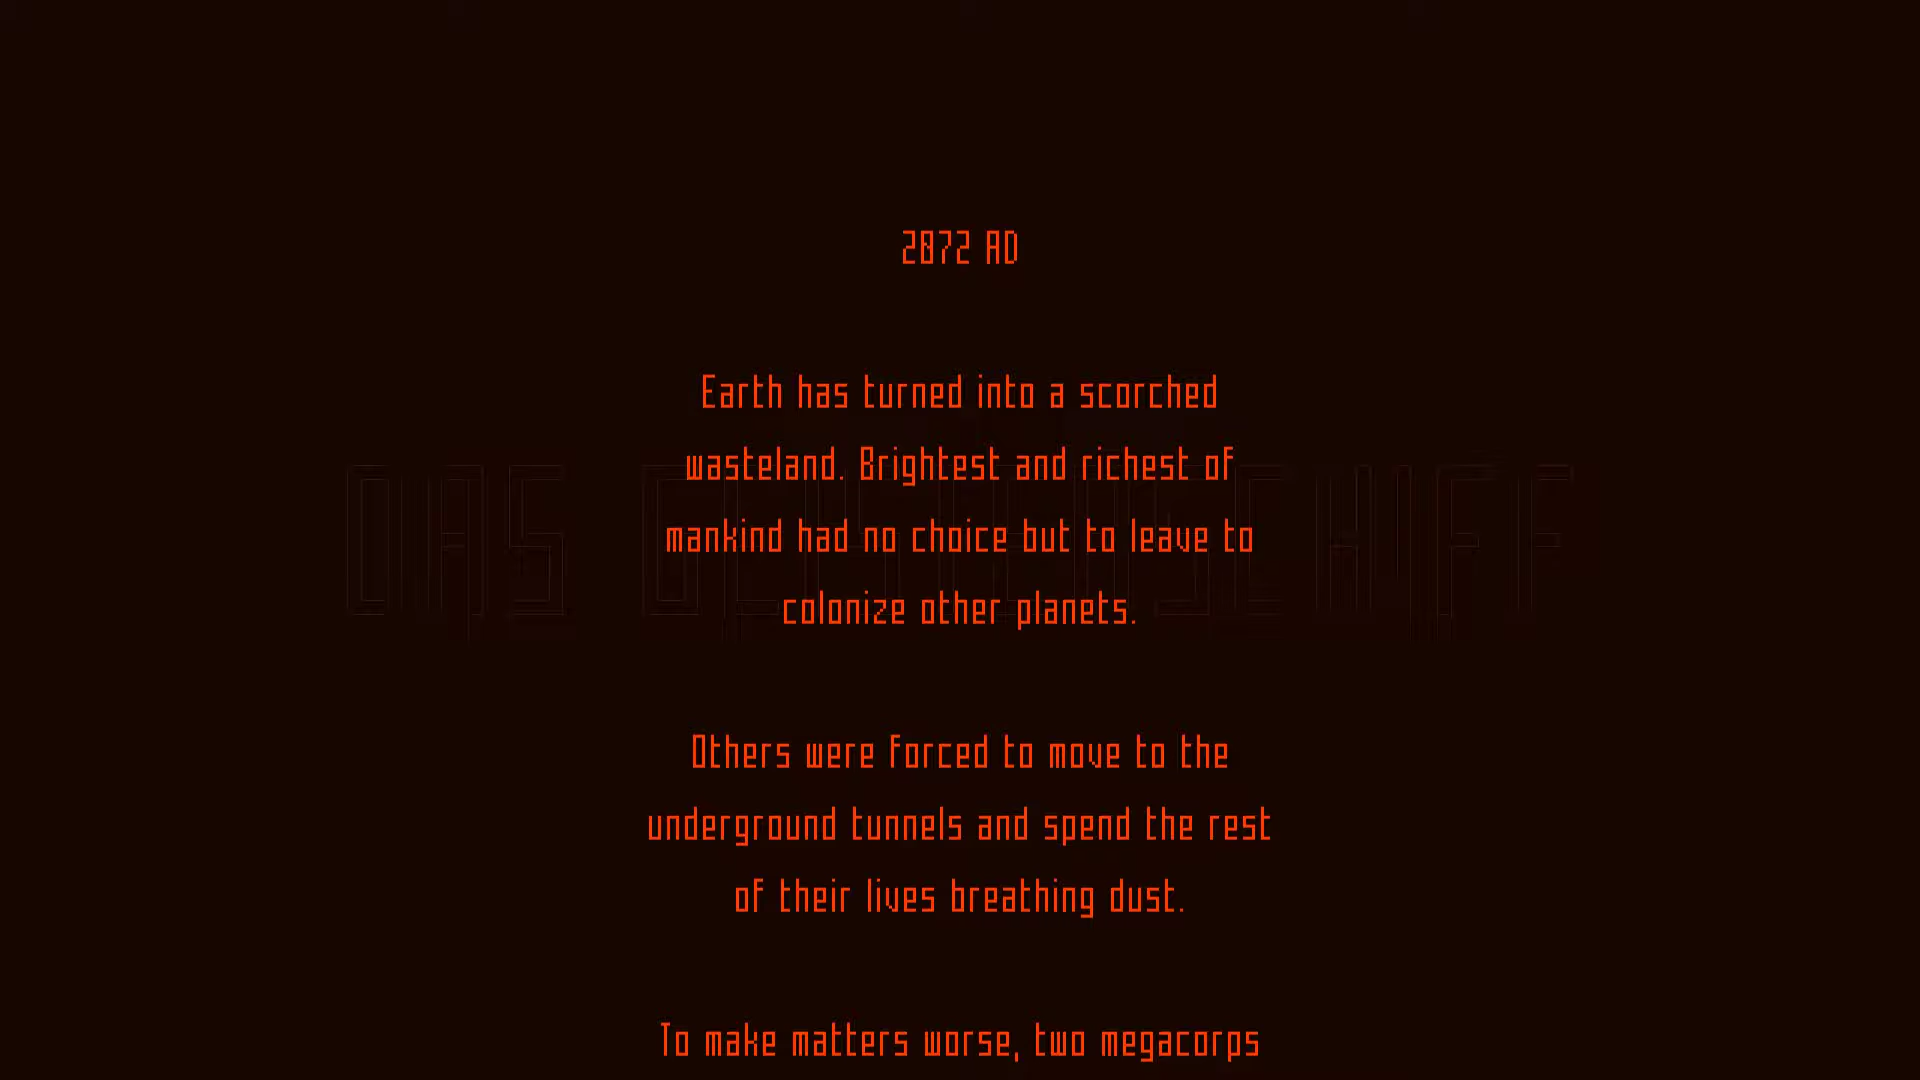 2072 AD
Earth has turned into a scorched
wasteland. Brightest and richest of
mankind had no choice but to leave to
colonize other planets.
Others were forced to move to the
underground tunnels and spend the rest
of their lives breathing dust.
To make matters worse, two megacorps